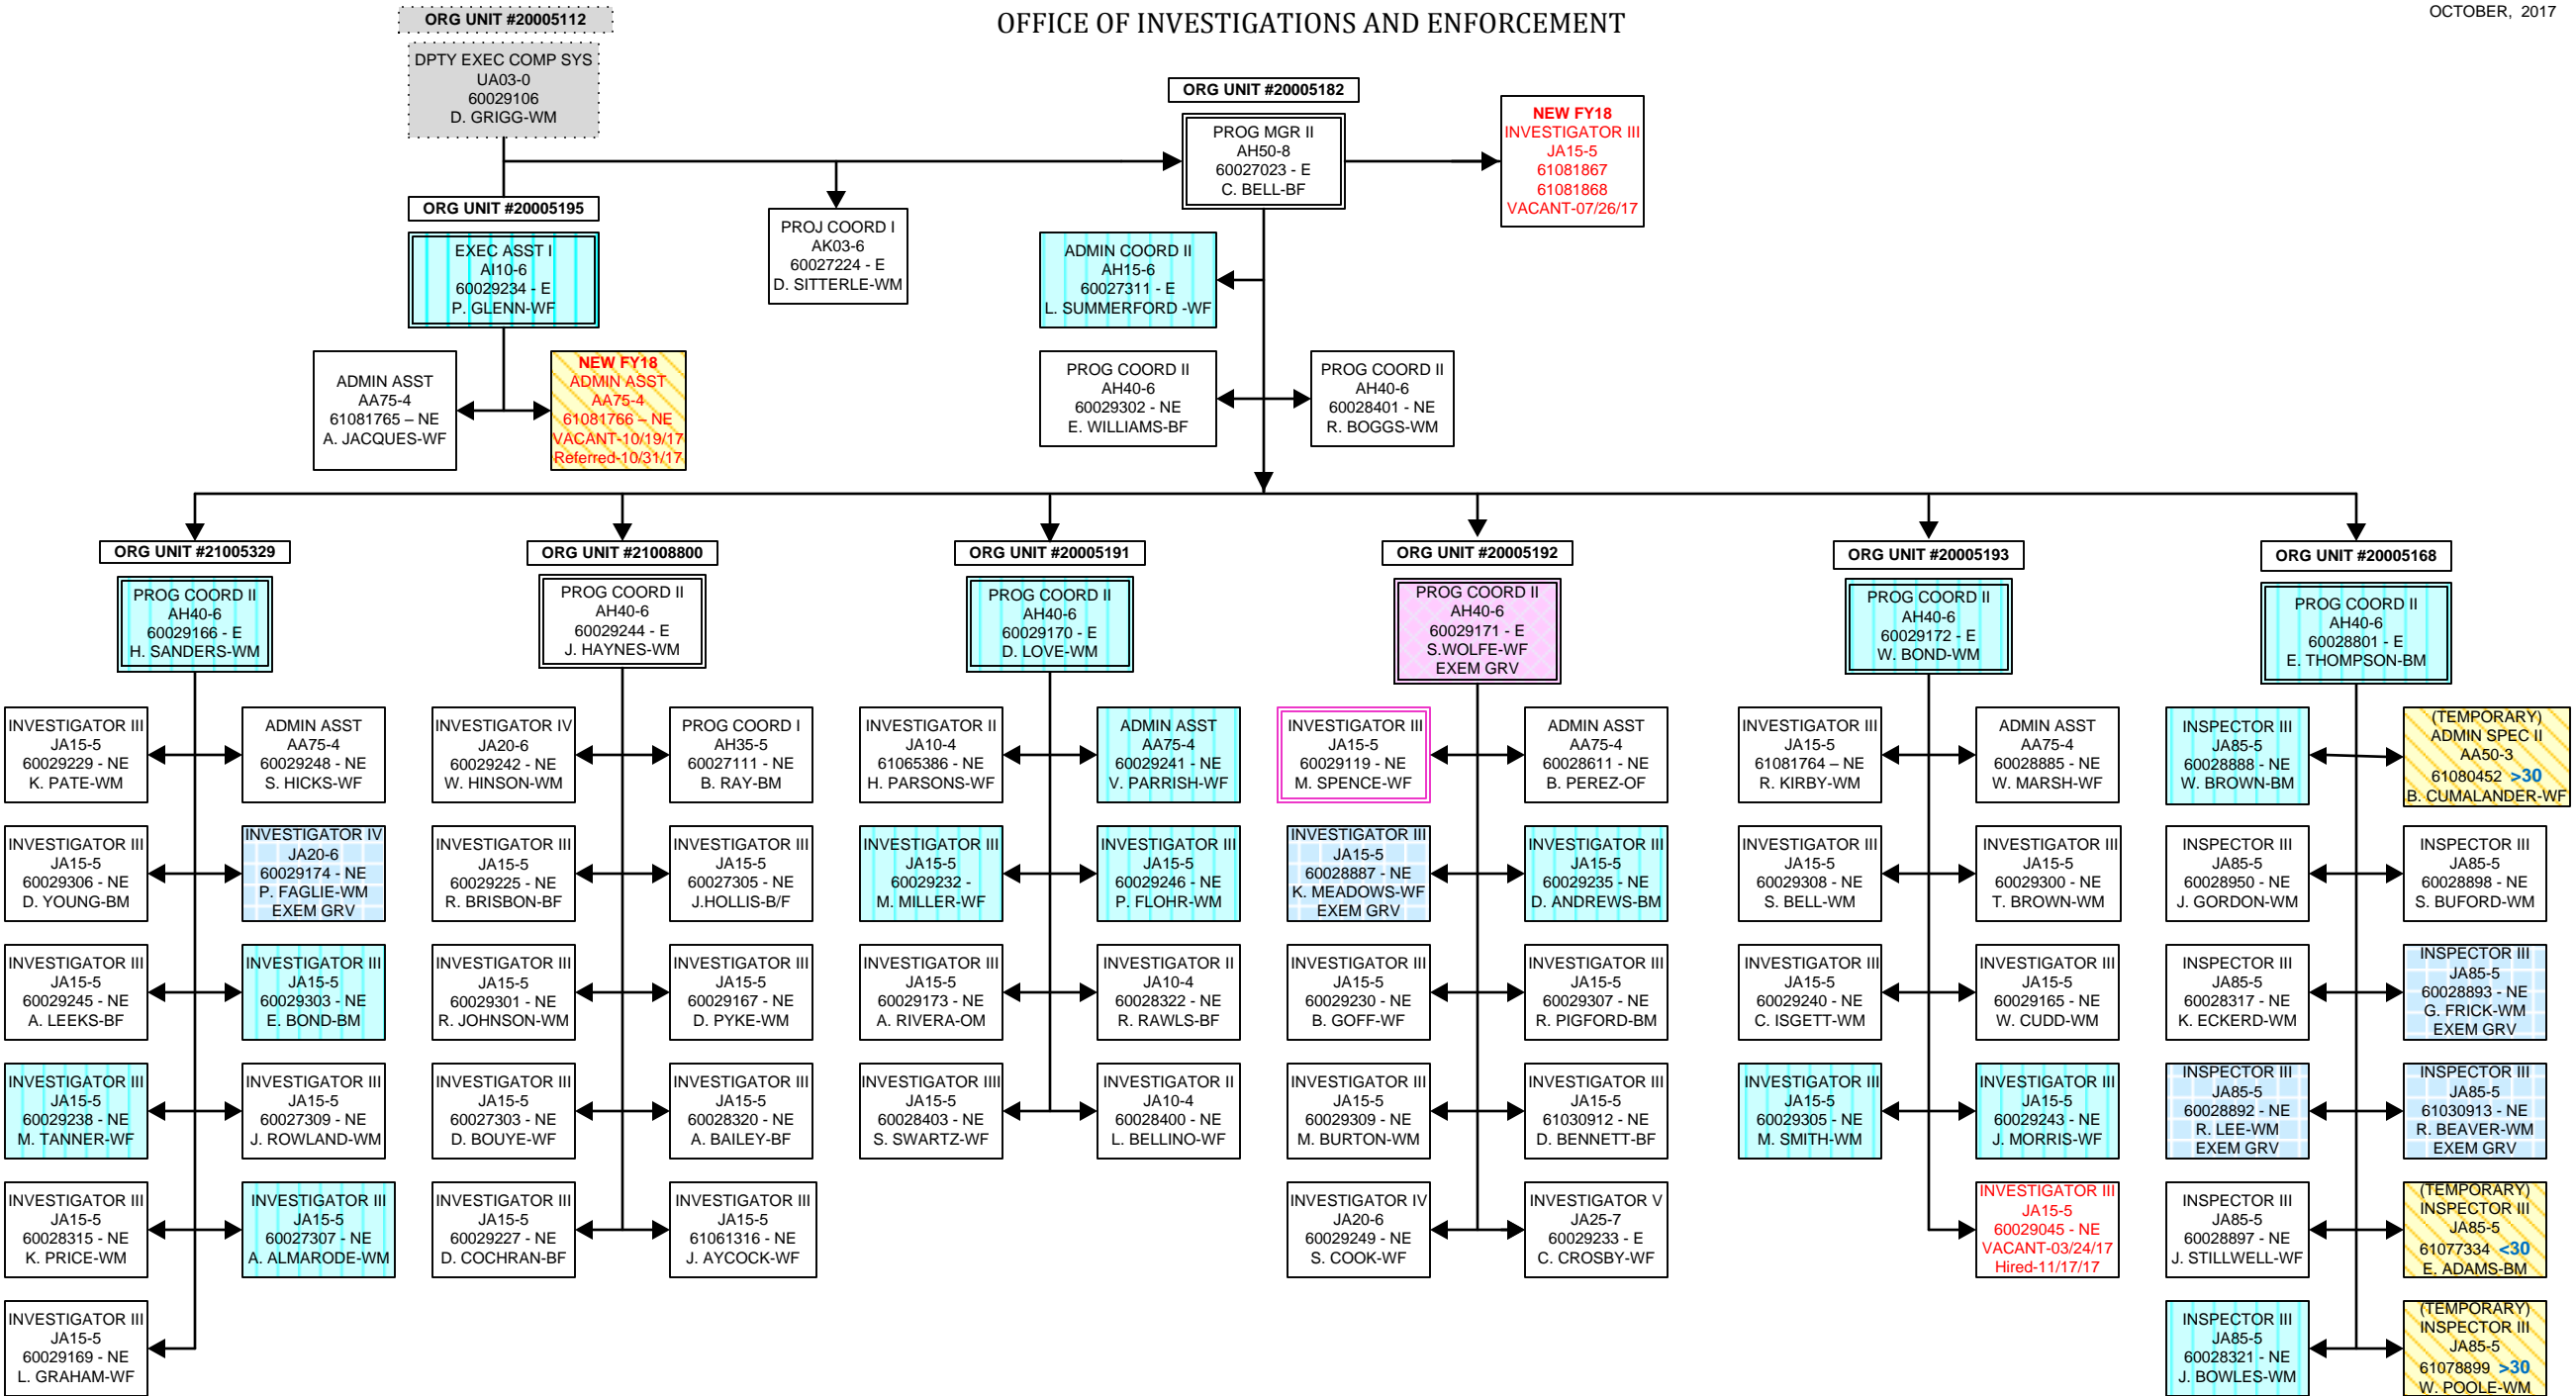 OFFICE OF INVESTIGATIONS AND ENFORCEMENT
OCTOBER, 2017
ORG UNIT #20005112
DPTY EXEC COMP SYS
UA03-0
60029106
D. GRIGG-WM
ORG UNIT #20005182
PROG MGR II
AH50-8
60027023 - E
C. BELL-BF
NEW FY18
INVESTIGATOR III
JA15-5
61081867
61081868
VACANT-07/26/17
ORG UNIT #20005195
EXEC ASST I
AI10-6
60029234 - E
P. GLENN-WF
PROJ COORD I
AK03-6
60027224 - E
D. SITTERLE-WM
ADMIN COORD II
AH15-6
60027311 - E
L. SUMMERFORD -WF
ADMIN ASST
AA75-4
61081765 – NE
A. JACQUES-WF
NEW FY18
ADMIN ASST
AA75-4
61081766 – NE
VACANT-10/19/17
Referred-10/31/17
PROG COORD II
AH40-6
60029302 - NE
E. WILLIAMS-BF
PROG COORD II
AH40-6
60028401 - NE
R. BOGGS-WM
ORG UNIT #21005329
PROG COORD II
AH40-6
60029166 - E
H. SANDERS-WM
INVESTIGATOR III
JA15-5
60029229 - NE
K. PATE-WM
ADMIN ASST
AA75-4
60029248 - NE
S. HICKS-WF
INVESTIGATOR III
JA15-5
60029306 - NE
D. YOUNG-BM
INVESTIGATOR IV
JA20-6
60029174 - NE
P. FAGLIE-WM
EXEM GRV
INVESTIGATOR III
JA15-5
60029245 - NE
A. LEEKS-BF
INVESTIGATOR III
JA15-5
60029303 - NE
E. BOND-BM
INVESTIGATOR III
JA15-5
60029238 - NE
M. TANNER-WF
INVESTIGATOR III
JA15-5
60027309 - NE
J. ROWLAND-WM
INVESTIGATOR III
JA15-5
60028315 - NE
K. PRICE-WM
INVESTIGATOR III
JA15-5
60027307 - NE
A. ALMARODE-WM
INVESTIGATOR III
JA15-5
60029169 - NE
L. GRAHAM-WF
ORG UNIT #21008800
PROG COORD II
AH40-6
60029244 - E
J. HAYNES-WM
INVESTIGATOR IV
JA20-6
60029242 - NE
W. HINSON-WM
PROG COORD I
AH35-5
60027111 - NE
B. RAY-BM
INVESTIGATOR III
JA15-5
60029225 - NE
R. BRISBON-BF
INVESTIGATOR III
JA15-5
60027305 - NE
J.HOLLIS-B/F
INVESTIGATOR III
JA15-5
60029301 - NE
R. JOHNSON-WM
INVESTIGATOR III
JA15-5
60029167 - NE
D. PYKE-WM
INVESTIGATOR III
JA15-5
60027303 - NE
D. BOUYE-WF
INVESTIGATOR III
JA15-5
60028320 - NE
A. BAILEY-BF
INVESTIGATOR III
JA15-5
60029227 - NE
D. COCHRAN-BF
INVESTIGATOR III
JA15-5
61061316 - NE
J. AYCOCK-WF
ORG UNIT #20005191
PROG COORD II
AH40-6
60029170 - E
D. LOVE-WM
INVESTIGATOR II
JA10-4
61065386 - NE
H. PARSONS-WF
ADMIN ASST
AA75-4
60029241 - NE
V. PARRISH-WF
INVESTIGATOR III
JA15-5
60029232 -
M. MILLER-WF
INVESTIGATOR III
JA15-5
60029246 - NE
P. FLOHR-WM
INVESTIGATOR III
JA15-5
60029173 - NE
A. RIVERA-OM
INVESTIGATOR II
JA10-4
60028322 - NE
R. RAWLS-BF
INVESTIGATOR IIII
JA15-5
60028403 - NE
S. SWARTZ-WF
INVESTIGATOR II
JA10-4
60028400 - NE
L. BELLINO-WF
ORG UNIT #20005192
PROG COORD II
AH40-6
60029171 - E
S.WOLFE-WF
EXEM GRV
INVESTIGATOR III
JA15-5
60029119 - NE
M. SPENCE-WF
ADMIN ASST
AA75-4
60028611 - NE
B. PEREZ-OF
INVESTIGATOR III
JA15-5
60028887 - NE
K. MEADOWS-WF
EXEM GRV
INVESTIGATOR III
JA15-5
60029235 - NE
D. ANDREWS-BM
INVESTIGATOR III
JA15-5
60029230 - NE
B. GOFF-WF
INVESTIGATOR III
JA15-5
60029307 - NE
R. PIGFORD-BM
INVESTIGATOR III
JA15-5
60029309 - NE
M. BURTON-WM
INVESTIGATOR III
JA15-5
61030912 - NE
D. BENNETT-BF
INVESTIGATOR IV
JA20-6
60029249 - NE
S. COOK-WF
INVESTIGATOR V
JA25-7
60029233 - E
C. CROSBY-WF
ORG UNIT #20005193
PROG COORD II
AH40-6
60029172 - E
W. BOND-WM
INVESTIGATOR III
JA15-5
61081764 – NE
R. KIRBY-WM
ADMIN ASST
AA75-4
60028885 - NE
W. MARSH-WF
INVESTIGATOR III
JA15-5
60029308 - NE
S. BELL-WM
INVESTIGATOR III
JA15-5
60029300 - NE
T. BROWN-WM
INVESTIGATOR III
JA15-5
60029240 - NE
C. ISGETT-WM
INVESTIGATOR III
JA15-5
60029165 - NE
W. CUDD-WM
INVESTIGATOR III
JA15-5
60029305 - NE
M. SMITH-WM
INVESTIGATOR III
JA15-5
60029243 - NE
J. MORRIS-WF
INVESTIGATOR III
JA15-5
60029045 - NE
VACANT-03/24/17
Hired-11/17/17
ORG UNIT #20005168
PROG COORD II
AH40-6
60028801 - E
E. THOMPSON-BM
INSPECTOR III
JA85-5
60028888 - NE
W. BROWN-BM
(TEMPORARY)
ADMIN SPEC II
AA50-3
61080452 >30
B. CUMALANDER-WF
INSPECTOR III
JA85-5
60028950 - NE
J. GORDON-WM
INSPECTOR III
JA85-5
60028898 - NE
S. BUFORD-WM
INSPECTOR III
JA85-5
60028317 - NE
K. ECKERD-WM
INSPECTOR III
JA85-5
60028893 - NE
G. FRICK-WM
EXEM GRV
INSPECTOR III
JA85-5
60028892 - NE
R. LEE-WM
EXEM GRV
INSPECTOR III
JA85-5
61030913 - NE
R. BEAVER-WM
EXEM GRV
INSPECTOR III
JA85-5
60028897 - NE
J. STILLWELL-WF
(TEMPORARY)
INSPECTOR III
JA85-5
61077334 <30
E. ADAMS-BM
INSPECTOR III
JA85-5
60028321 - NE
J. BOWLES-WM
(TEMPORARY)
INSPECTOR III
JA85-5
61078899 >30
W. POOLE-WM